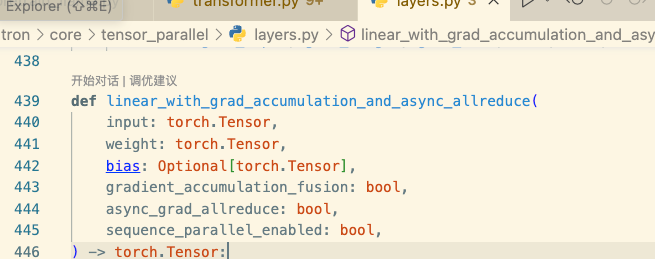 Explorer (⇧⌘E)
transformer.py 9+
layers.py 3
tron > core > tensor_parallel > layers.py > linear_with_grad_accumulation_and_asy
438
开始对话 | 调优建议
439 def linear_with_grad_accumulation_and_async_allreduce(
440     input: torch.Tensor,
441     weight: torch.Tensor,
442     bias: Optional[torch.Tensor],
443     gradient_accumulation_fusion: bool,
444     async_grad_allreduce: bool,
445     sequence_parallel_enabled: bool,
446 ) -> torch.Tensor: